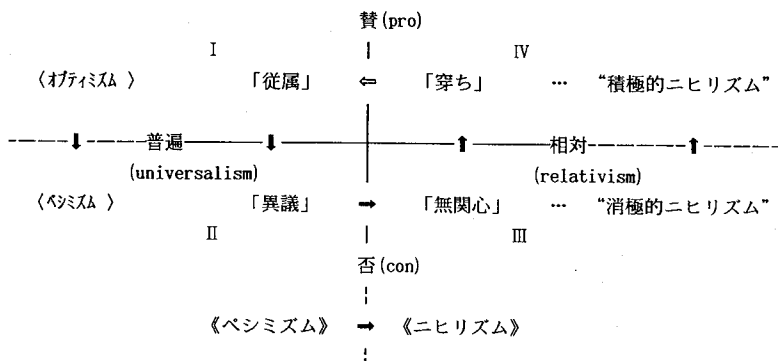 賛(pro)
Ⅰ Ⅳ
〈オプティミズム 〉 「従属」 ⇦ 「穿ち」 … “積極的ニヒリズム”
⬇ 普遍 ⬇ ⬆ 相対 ⬆
(universalism) (relativism)
〈ペシミズム 〉 「異議」 ➡ 「無関心」 … “消極的ニヒリズム”
Ⅱ Ⅲ
否(con)
《ペシミズム》 ➡ 《ニヒリズム》